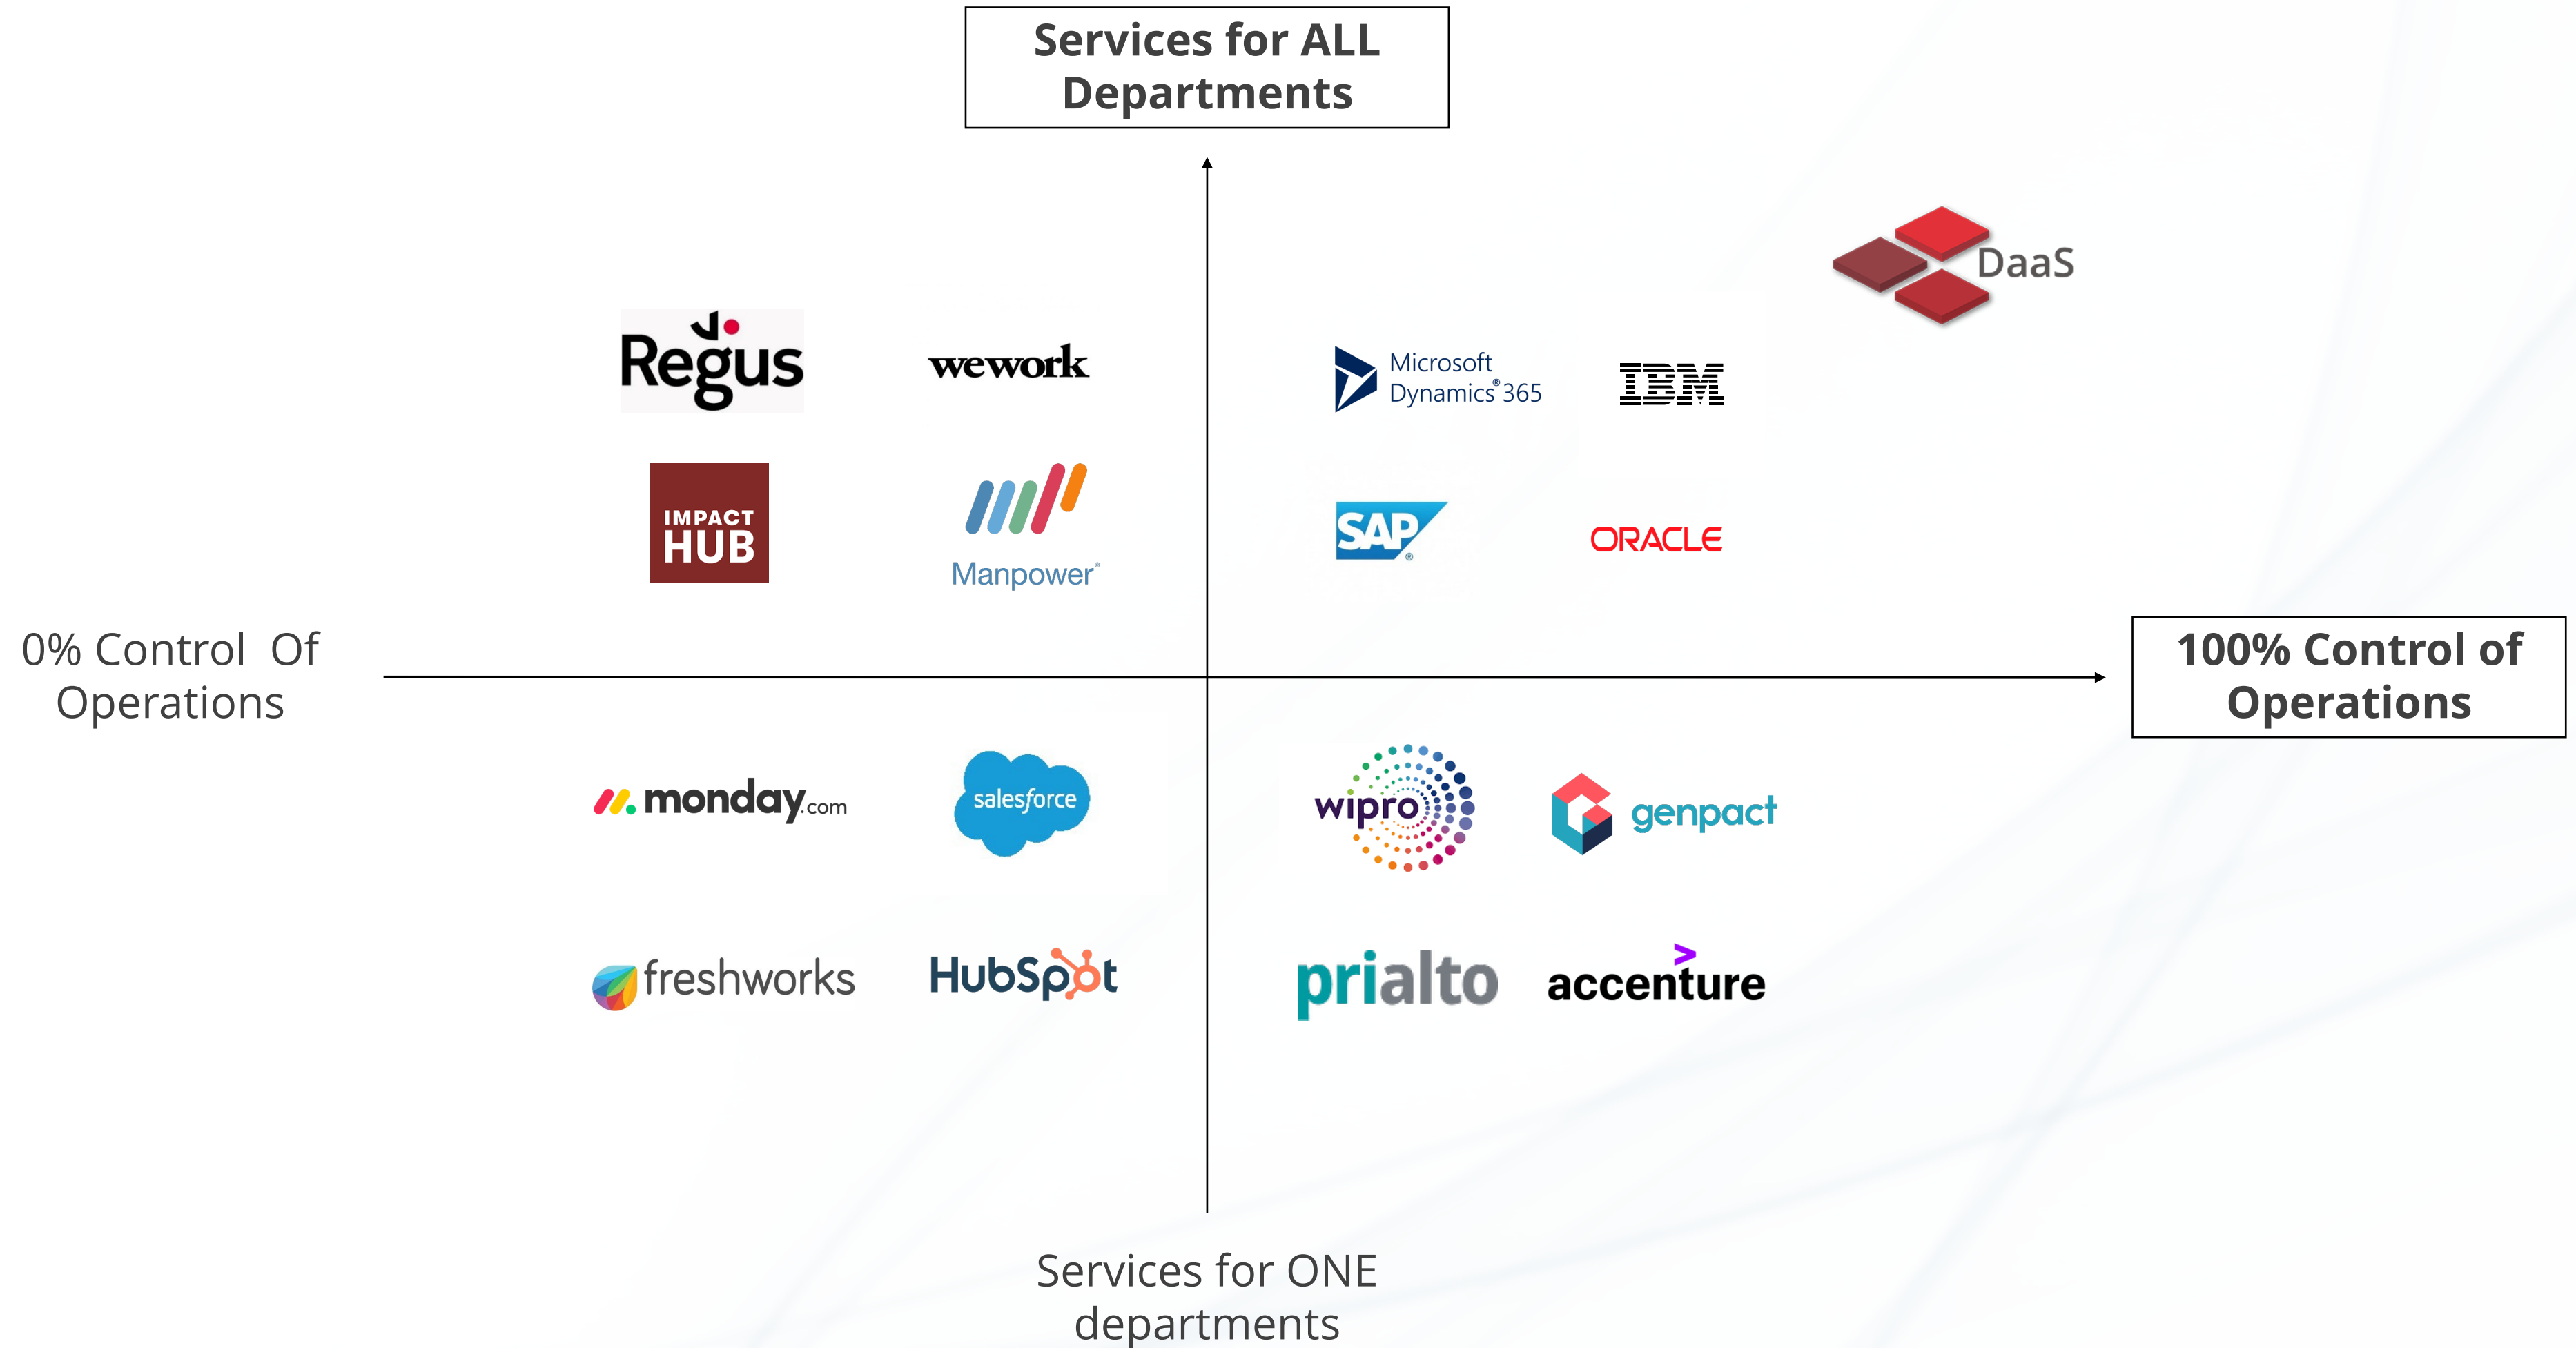 Services for ALL
Departments
DaaS
Regus
wework
Microsoft
Dynamics® 365
IBM
IMPACT
HUB
Manpower®
SAP®
ORACLE
0% Control  Of
Operations
100% Control of
Operations
monday.com
salesforce
wipro
genpact
freshworks
HubSpot
prialto
accenture
Services for ONE
departments